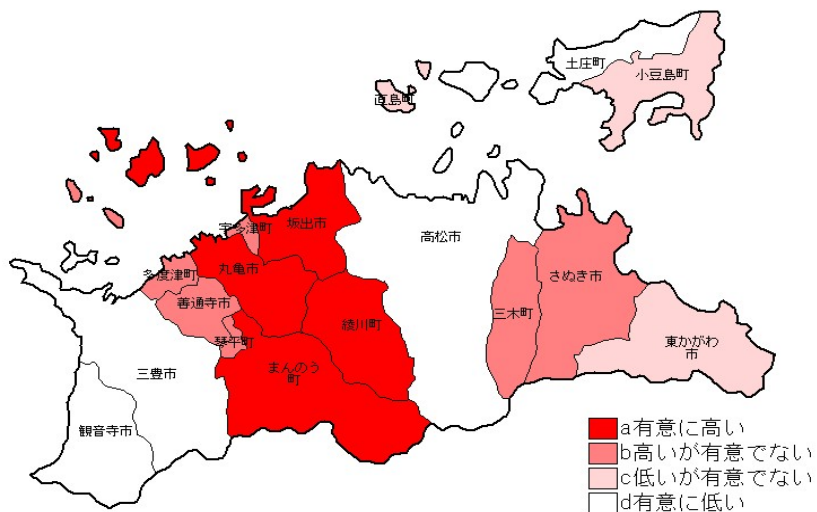 土庄町
小豆島町
直島町
宇多津町
坂出市
高松市
多度津町
丸亀市
さぬき市
善通寺市
三木町
綾川町
琴平町
東かがわ
市
まんのう
町
三豊市
観音寺市
a有意に高い
b高いが有意でない
c低いが有意でない
d有意に低い